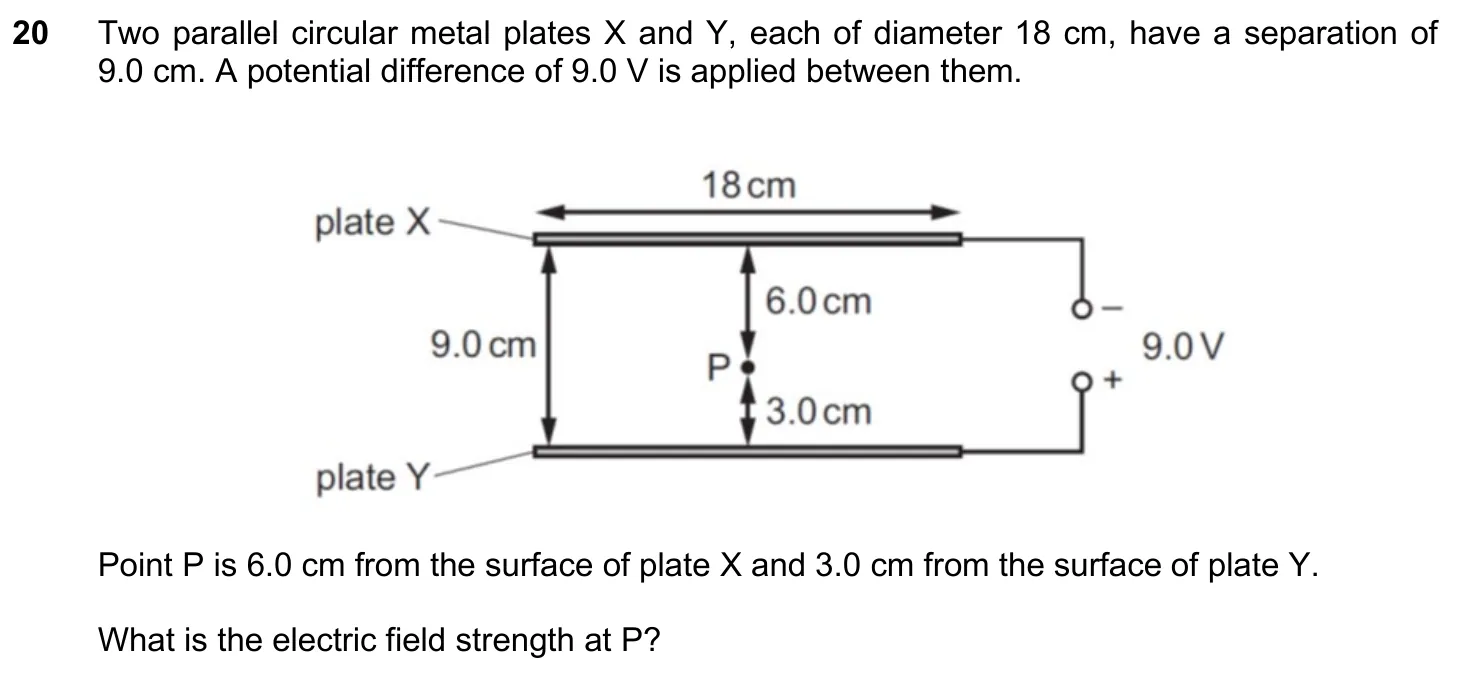 20 Two parallel circular metal plates X and Y, each of diameter 18 cm, have a separation of
9.0 cm. A potential difference of 9.0 V is applied between them.
18 cm
plate X
6.0 cm
–
9.0 cm
9.0 V
P
+
3.0 cm
plate Y
Point P is 6.0 cm from the surface of plate X and 3.0 cm from the surface of plate Y.
What is the electric field strength at P?